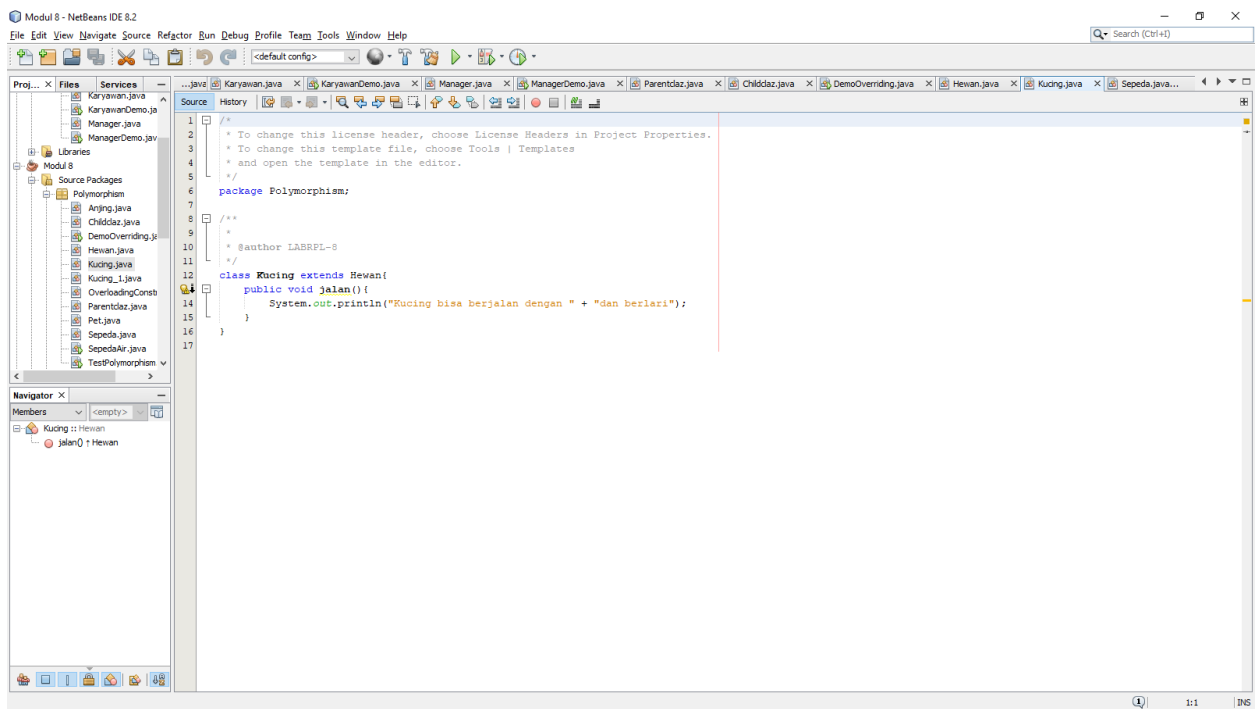 Modul 8 - NetBeans IDE 8.2
File Edit View Navigate Source Refactor Run Debug Profile Team Tools Window Help
Search (Ctrl+I)
<default config>
Proj... Files Services
...java Karyawan.java KaryawanDemo.java Manager.java ManagerDemo.java Parentclaz.java Childclaz.java DemoOverriding.java Hewan.java Kucing.java Sepeda.java...
Karyawan.java
KaryawanDemo.ja
Manager.java
ManagerDemo.jav
Libraries
Modul 8
Source Packages
Polymorphism
Anjing.java
Childclaz.java
DemoOverriding.ja
Hewan.java
Kucing.java
Kucing_1.java
OverloadingConst
Parentclaz.java
Pet.java
Sepeda.java
SepedaAir.java
TestPolymorphism
Navigator
Members <empty>
Kucing :: Hewan
jalan() ↑ Hewan
Source History
1 /*
2 * To change this license header, choose License Headers in Project Properties.
3 * To change this template file, choose Tools | Templates
4 * and open the template in the editor.
5 */
6 package Polymorphism;
7
8 /**
9 *
10 * @author LABRPL-8
11 */
12 class Kucing extends Hewan{
public void jalan(){
14 System.out.println("Kucing bisa berjalan dengan " + "dan berlari");
15 }
16 }
17
1 1:1 INS